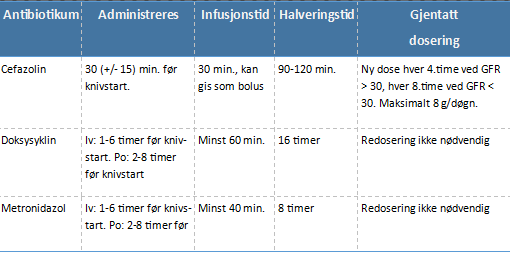 Antibiotikum Administreres Infusjonstid Halveringstid Gjentatt
dosering
Cefazolin 30 (+/- 15) min. før 30 min., kan 90-120 min. Ny dose hver 4.time ved GFR
knivstart. gis som bolus > 30, hver 8.time ved GFR <
30. Maksimalt 8 g/døgn.
Doksysyklin Iv: 1-6 timer før kniv- Minst 60 min. 16 timer Redosering ikke nødvendig
start. Po: 2-8 timer
før knivstart
Metronidazol Iv: 1-6 timer før knivs- Minst 40 min. 8 timer Redosering ikke nødvendig
tart. Po: 2-8 timer før